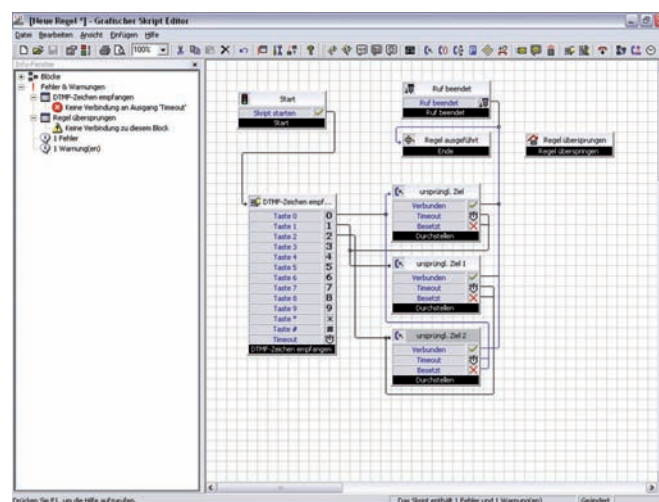 [Neue Regel *] - Grafischer Skript Editor
Datei Bearbeiten Ansicht Einfügen Hilfe
100%
Info-Fenster
Blöcke
Fehler & Warnungen
DTMF-Zeichen empfangen
Keine Verbindung an Ausgang 'Timeout'
Regel übersprungen
Keine Verbindung zu diesem Block
1 Fehler
1 Warnung(en)
Start
Skript starten
Start
Ruf beendet
Ruf beendet
Ruf beendet
Regel ausgeführt
Ende
Regel übersprungen
Regel überspringen
DTMF-Zeichen empf...
Taste 0 0
Taste 1 1
Taste 2 2
Taste 3 3
Taste 4 4
Taste 5 5
Taste 6 6
Taste 7 7
Taste 8 8
Taste 9 9
Taste * *
Taste # #
Timeout
DTMF-Zeichen empfangen
ursprüngl. Ziel
Verbunden
Timeout
Besetzt
Durchstellen
ursprüngl. Ziel 1
Verbunden
Timeout
Besetzt
Durchstellen
ursprüngl. Ziel 2
Verbunden
Timeout
Besetzt
Durchstellen
Drücken Sie F1, um die Hilfe aufzurufen.
Das Skript enthält 1 Fehler und 1 Warnung(en)
Geändert